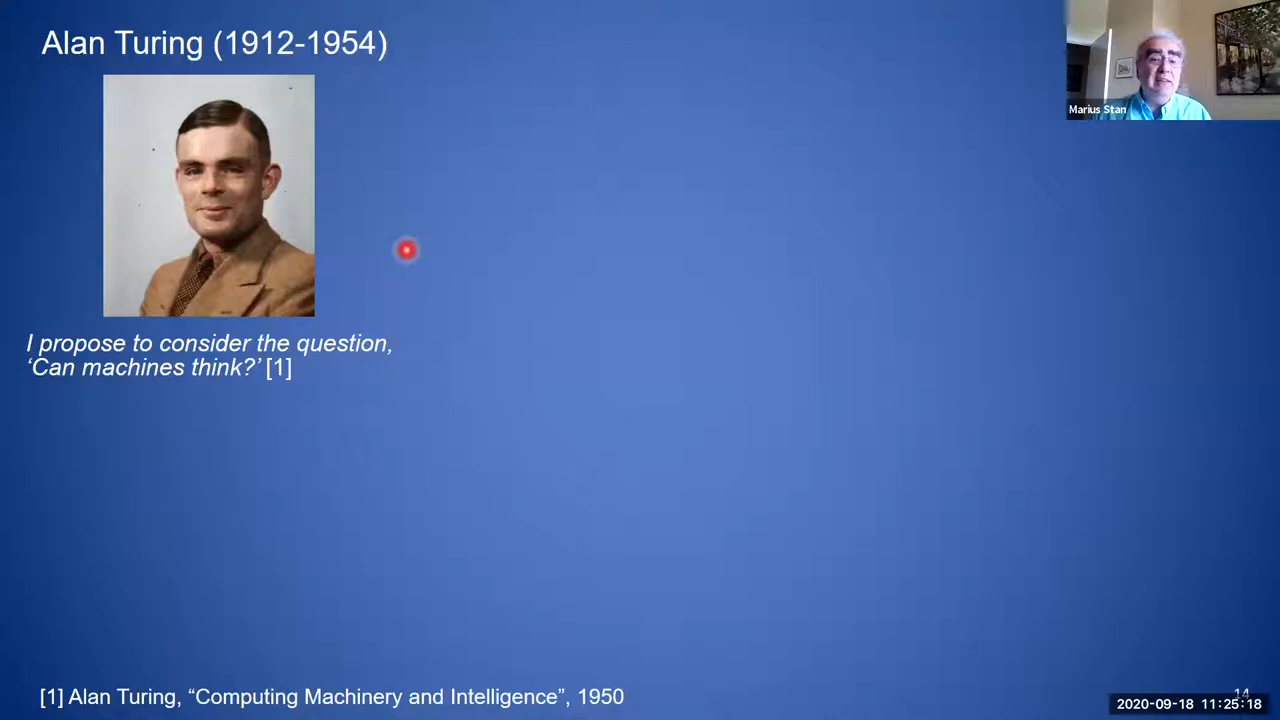 Alan Turing (1912-1954)
Marius Stan
I propose to consider the question,
‘Can machines think?’ [1]
[1] Alan Turing, “Computing Machinery and Intelligence”, 1950
14
2020-09-18 11:25:18